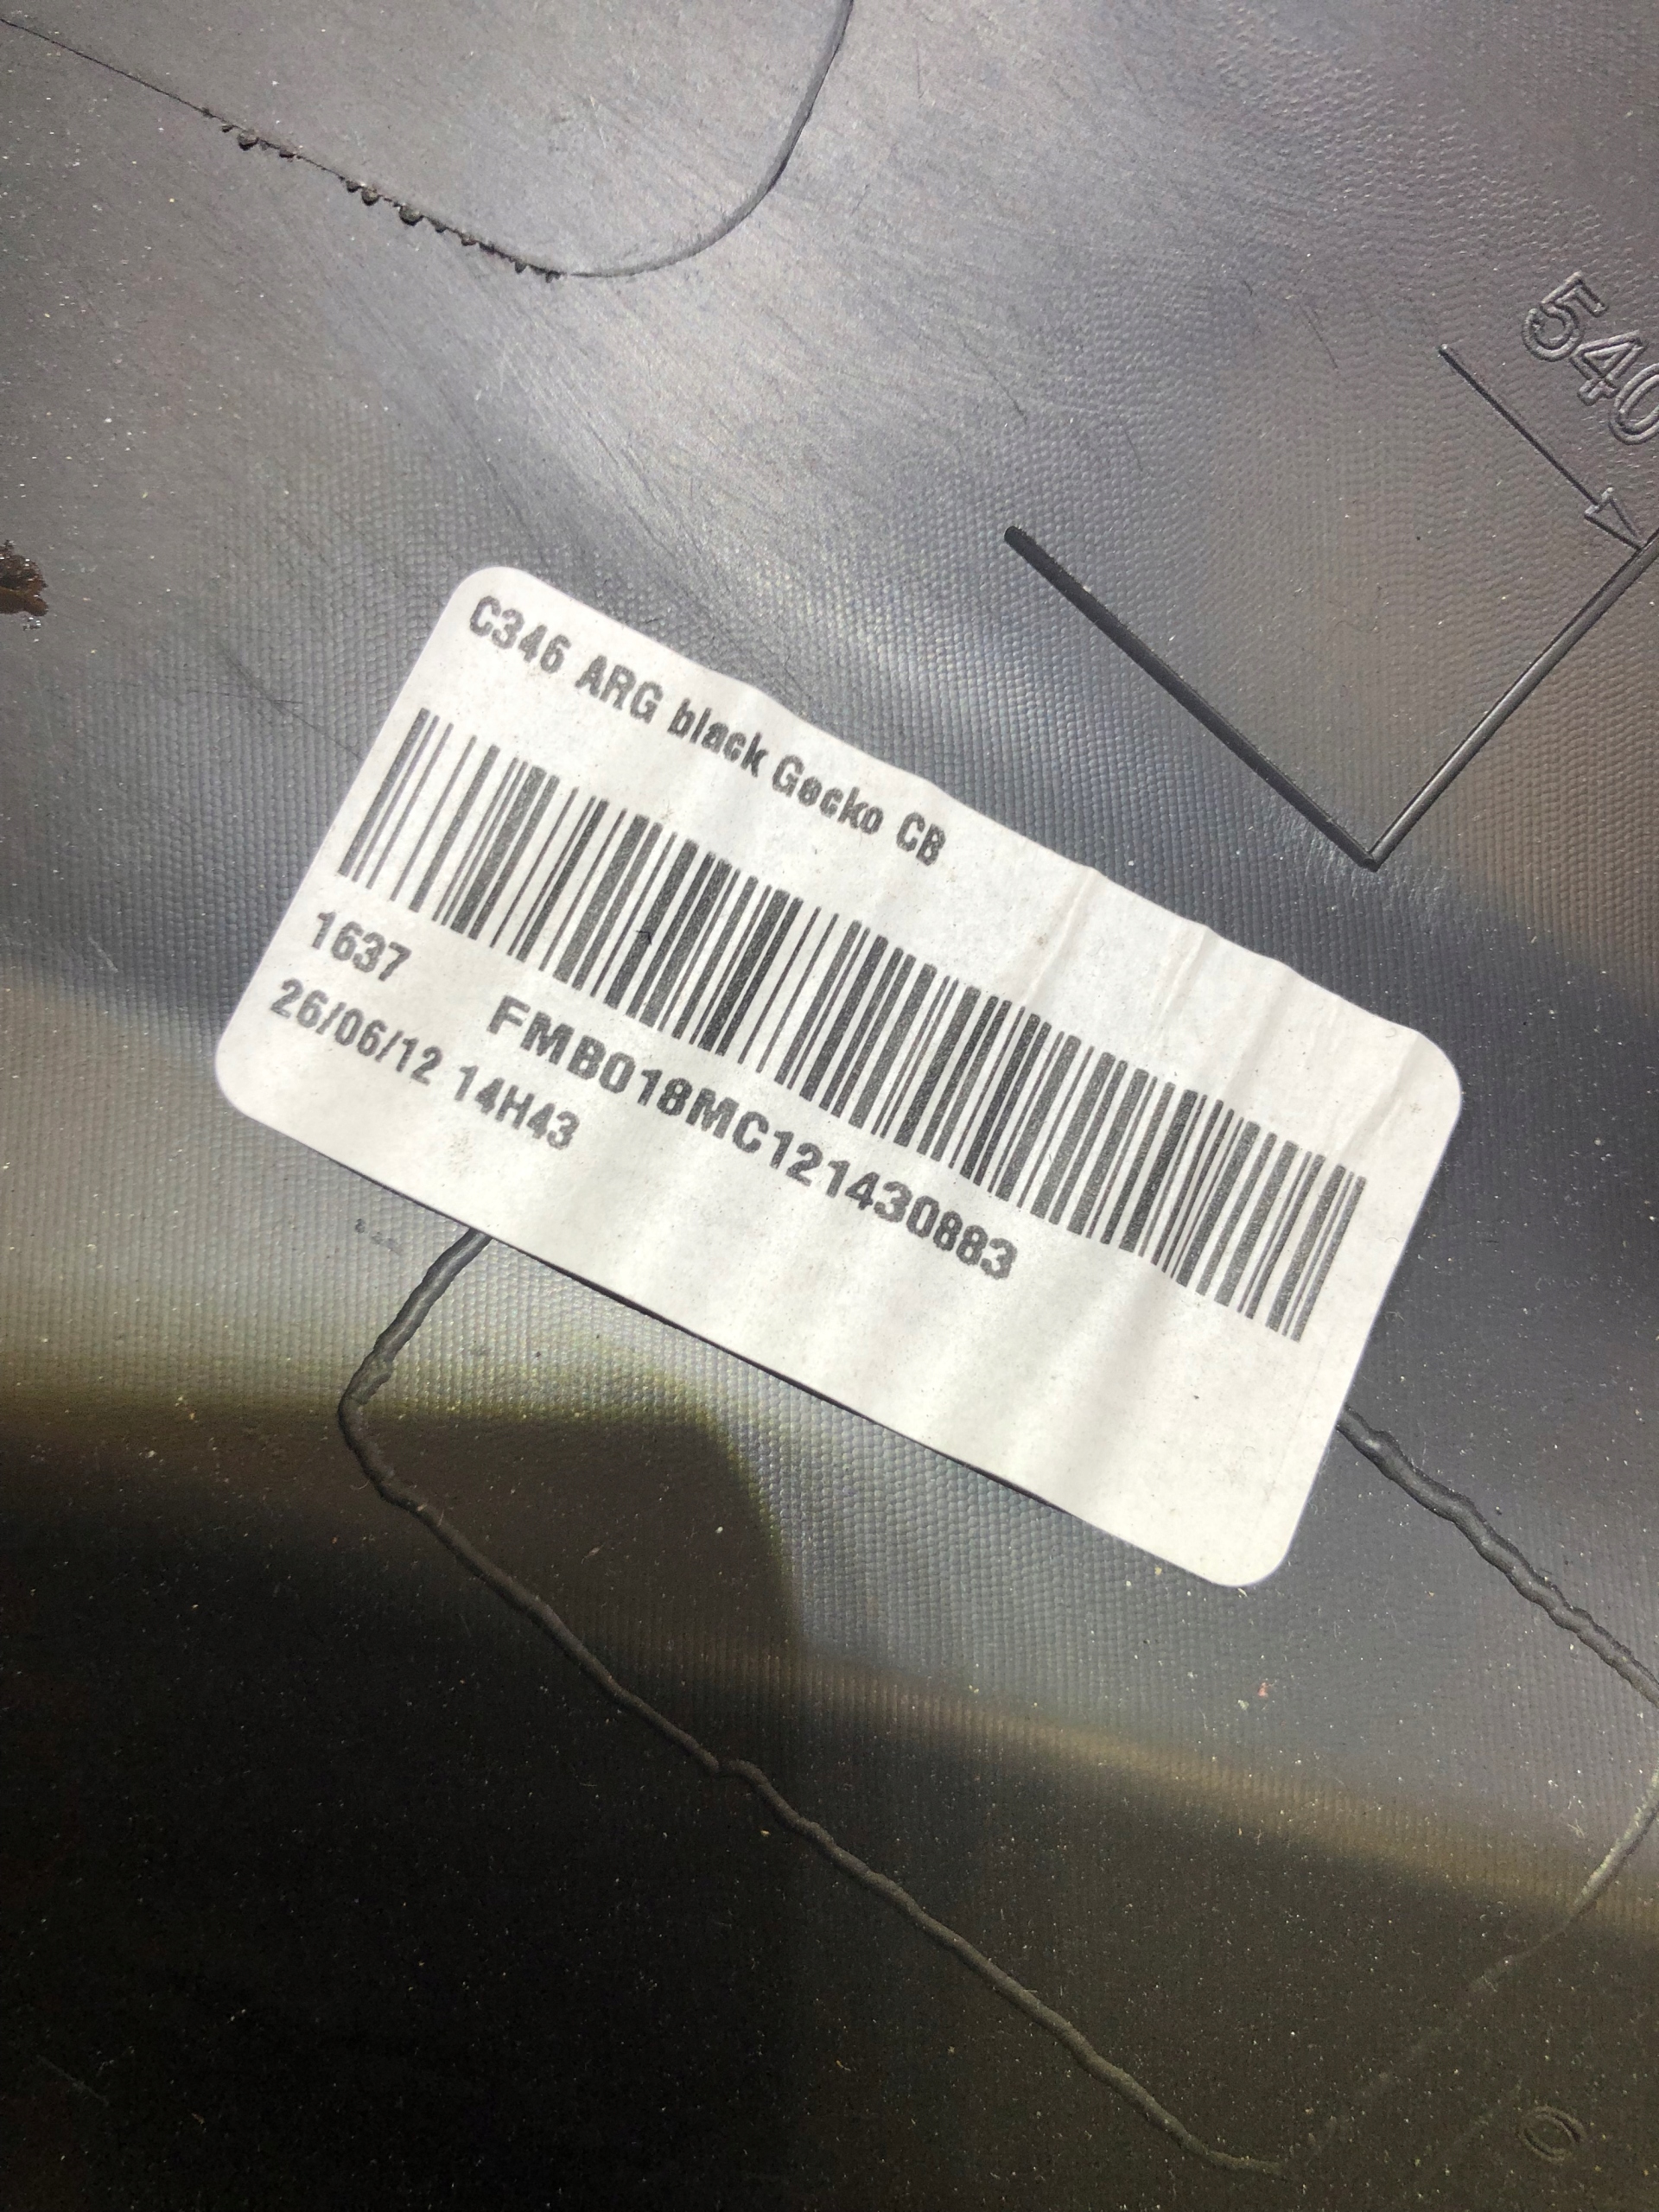 540
C346 ARG black Gecko CB
1637
FMB018MC121430883
26/06/12 14H43